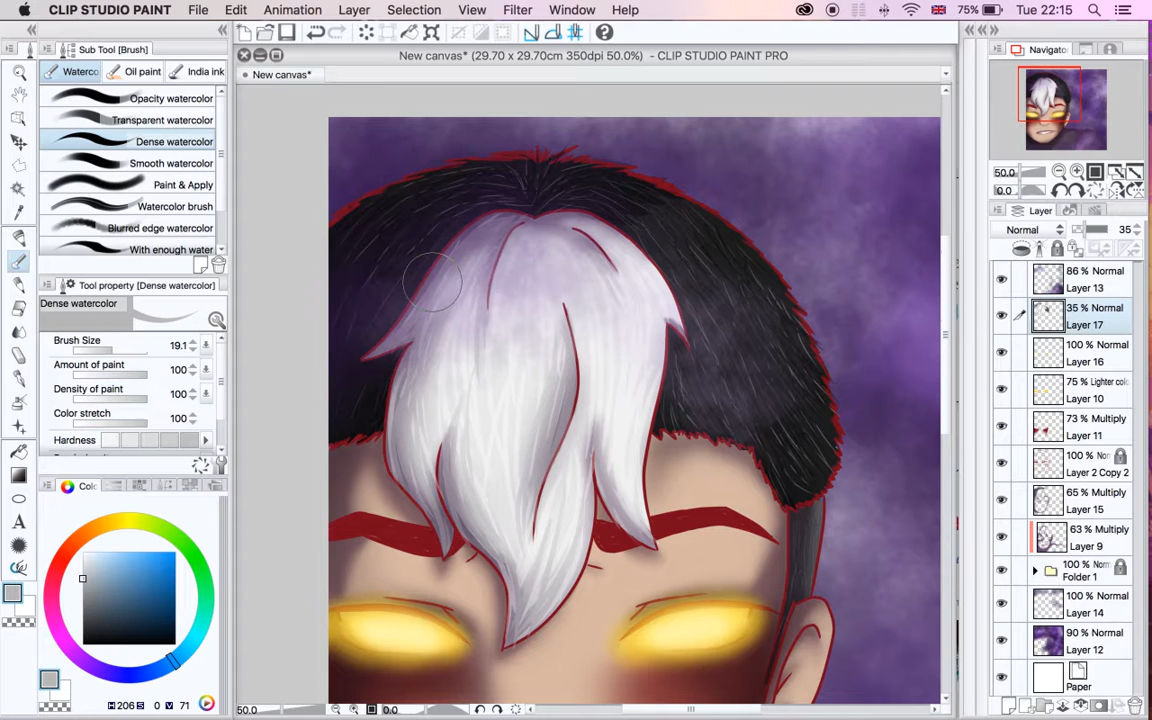 CLIP STUDIO PAINT File Edit Animation Layer Selection View Filter Window Help 75% Tue 22:15
New canvas* (29.70 x 29.70cm 350dpi 50.0%) - CLIP STUDIO PAINT PRO
New canvas*
Sub Tool [Brush]
Waterco Oil paint India ink
Opacity watercolor
Transparent watercolor
Dense watercolor
Smooth watercolor
Paint & Apply
Watercolor brush
Blurred edge watercolor
With enough water
Tool property [Dense watercolor]
Dense watercolor
Brush Size 19.1
Amount of paint 100
Density of paint 100
Color stretch 100
Hardness
Colo
H 206 S 0 V 71
50.0 0.0
Navigator
50.0
0.0
Layer
Normal 35
86 % Normal
Layer 13
35 % Normal
Layer 17
100 % Normal
Layer 16
75 % Lighter colo
Layer 10
73 % Multiply
Layer 11
100 % No
Layer 2 Copy 2
65 % Multiply
Layer 15
63 % Multiply
Layer 9
100 % Norm
Folder 1
100 % Normal
Layer 14
90 % Normal
Layer 12
Paper